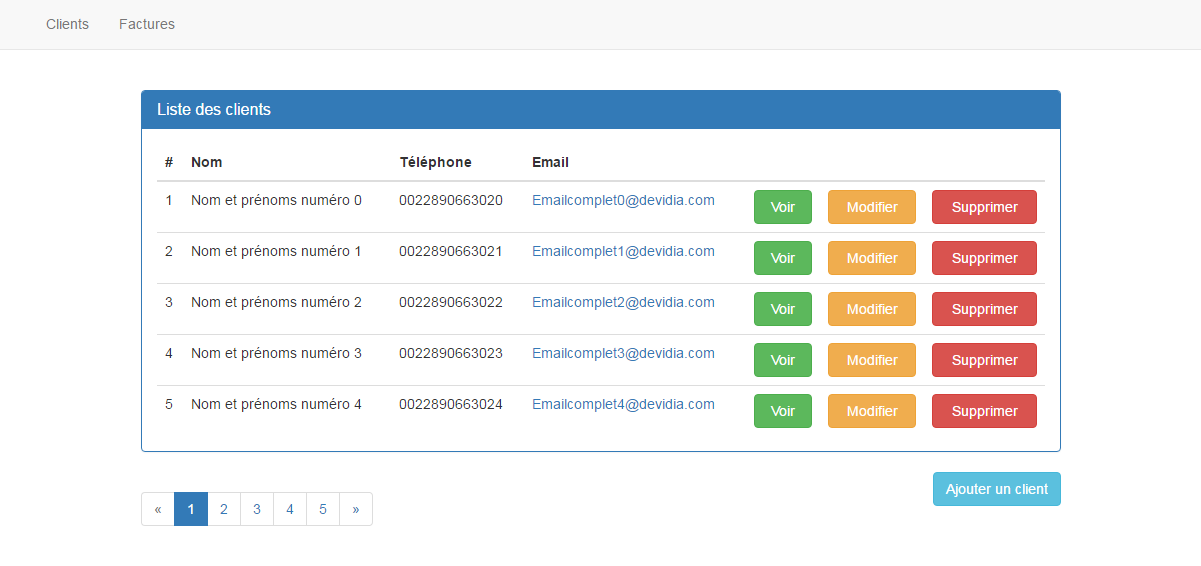 Clients Factures
Liste des clients
# Nom Téléphone Email
1 Nom et prénoms numéro 0 0022890663020 Emailcomplet0@devidia.com Voir Modifier Supprimer
2 Nom et prénoms numéro 1 0022890663021 Emailcomplet1@devidia.com Voir Modifier Supprimer
3 Nom et prénoms numéro 2 0022890663022 Emailcomplet2@devidia.com Voir Modifier Supprimer
4 Nom et prénoms numéro 3 0022890663023 Emailcomplet3@devidia.com Voir Modifier Supprimer
5 Nom et prénoms numéro 4 0022890663024 Emailcomplet4@devidia.com Voir Modifier Supprimer
Ajouter un client
« 1 2 3 4 5 »